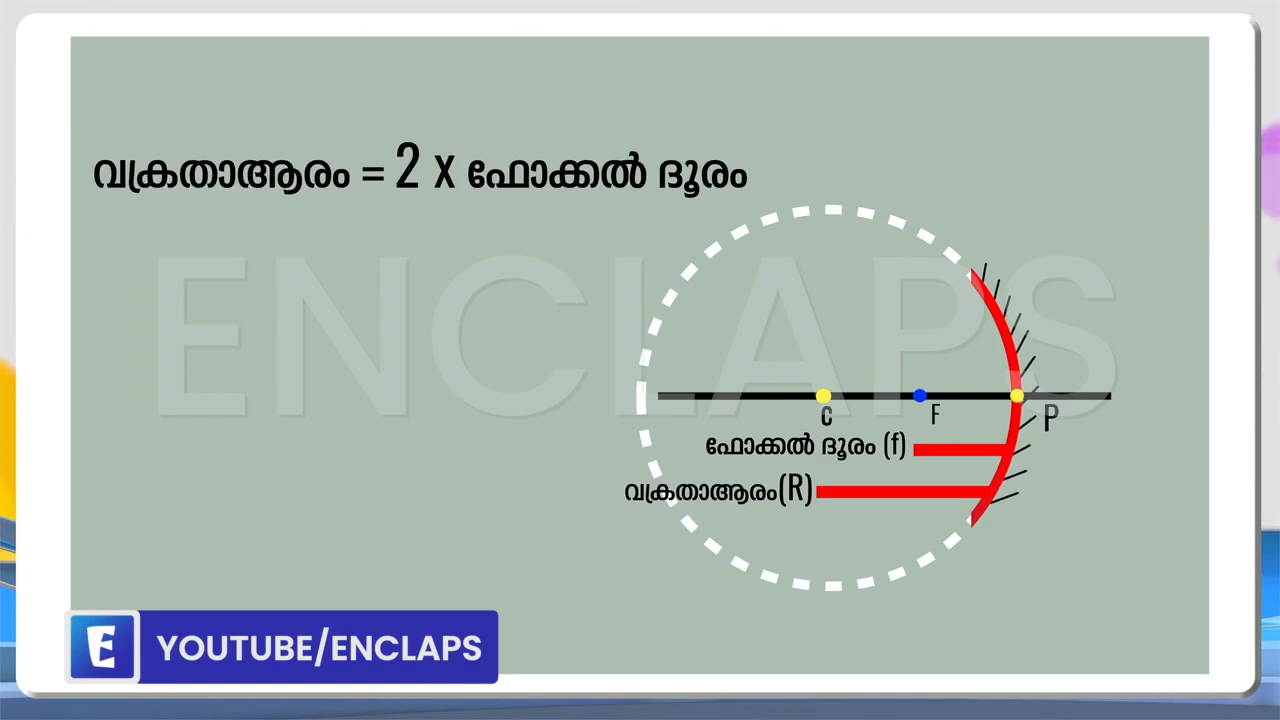 വക്രതാആരം = 2 x ഫോക്കൽ ദൂരം
ENCLAPS
C
F
P
ഫോക്കൽ ദൂരം (f)
വക്രതാആരം(R)
E YOUTUBE/ENCLAPS